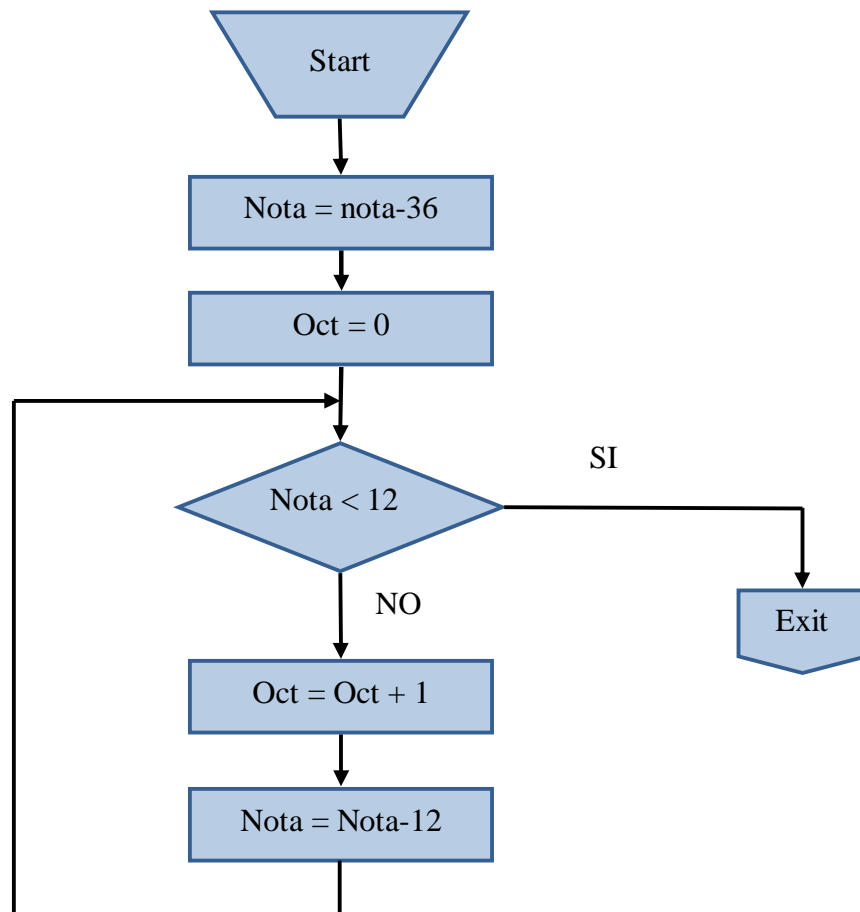 Start
Nota = nota-36
Oct = 0
Nota < 12
SI
NO
Exit
Oct = Oct + 1
Nota = Nota-12